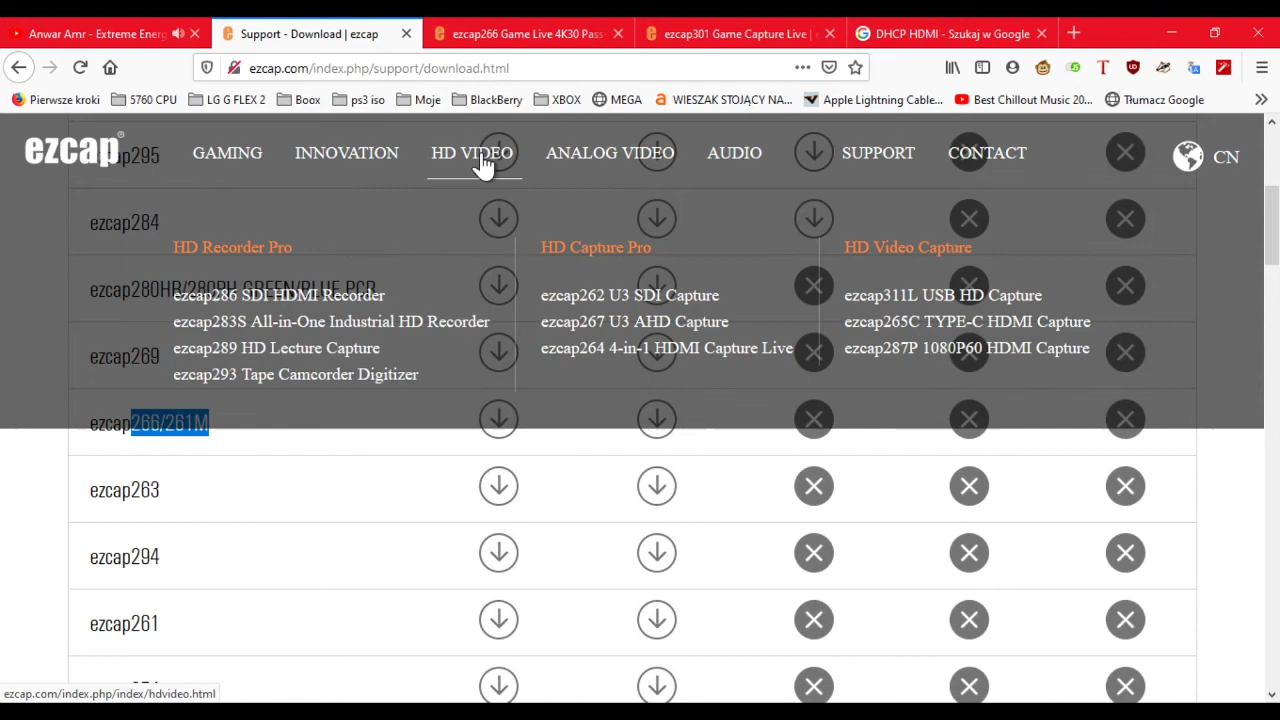 Anwar Amr - Extreme Energ
Support - Download | ezcap
ezcap266 Game Live 4K30 Pass-
ezcap301 Game Capture Live |
DHCP HDMI - Szukaj w Google
ezcap.com/index.php/support/download.html
Pierwsze kroki
5760 CPU
LG G FLEX 2
Boox
ps3 iso
Moje
BlackBerry
XBOX
MEGA
WIESZAK STOJĄCY NA...
Apple Lightning Cable...
Best Chillout Music 20...
Tłumacz Google
ezcap®
GAMING
INNOVATION
HD VIDEO
ANALOG VIDEO
AUDIO
SUPPORT
CONTACT
CN
ezcap295
ezcap284
HD Recorder Pro
HD Capture Pro
HD Video Capture
ezcap280HB/280PH GREEN/BLUE PCB
ezcap286 SDI HDMI Recorder
ezcap262 U3 SDI Capture
ezcap311L USB HD Capture
ezcap283S All-in-One Industrial HD Recorder
ezcap267 U3 AHD Capture
ezcap265C TYPE-C HDMI Capture
ezcap269
ezcap289 HD Lecture Capture
ezcap264 4-in-1 HDMI Capture Live
ezcap287P 1080P60 HDMI Capture
ezcap293 Tape Camcorder Digitizer
ezcap266/261M
ezcap263
ezcap294
ezcap261
ezcap.com/index.php/index/hdvideo.html